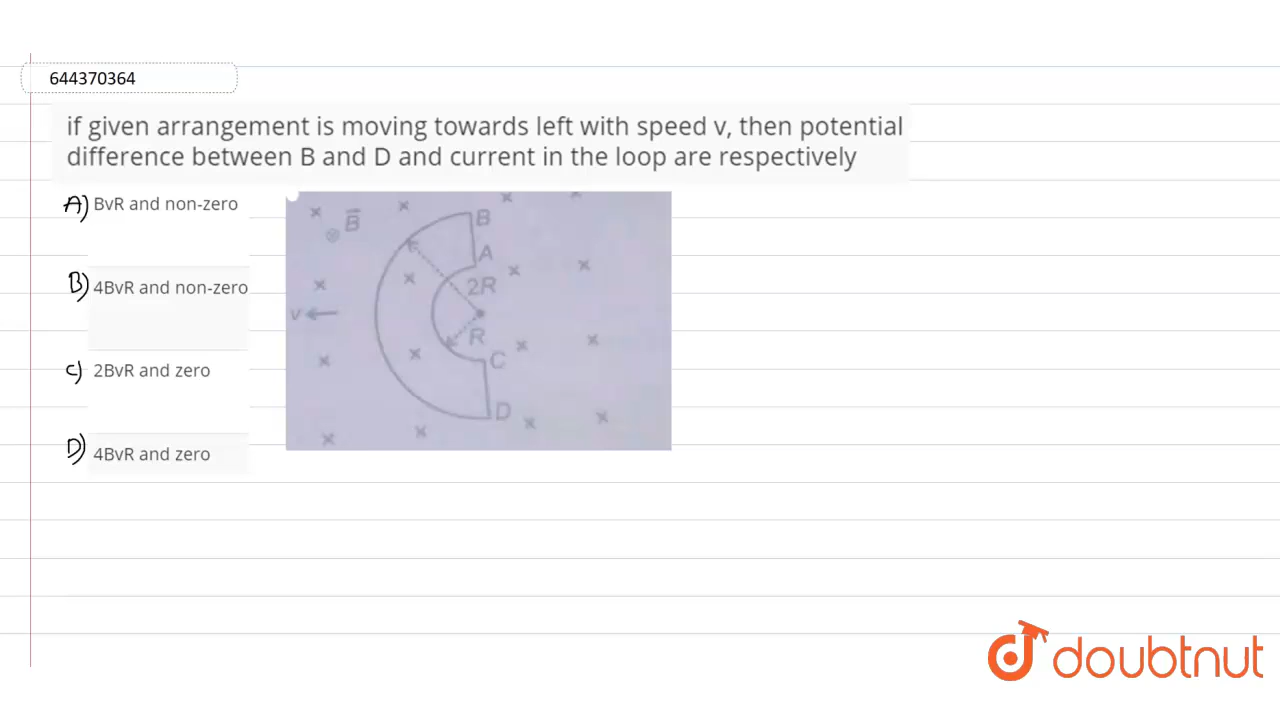 644370364
if given arrangement is moving towards left with speed v, then potential
difference between B and D and current in the loop are respectively
A) BvR and non-zero
B) 4BvR and non-zero
C) 2BvR and zero
D) 4BvR and zero
B
B
A
2R
v
R
C
D
doubtnut